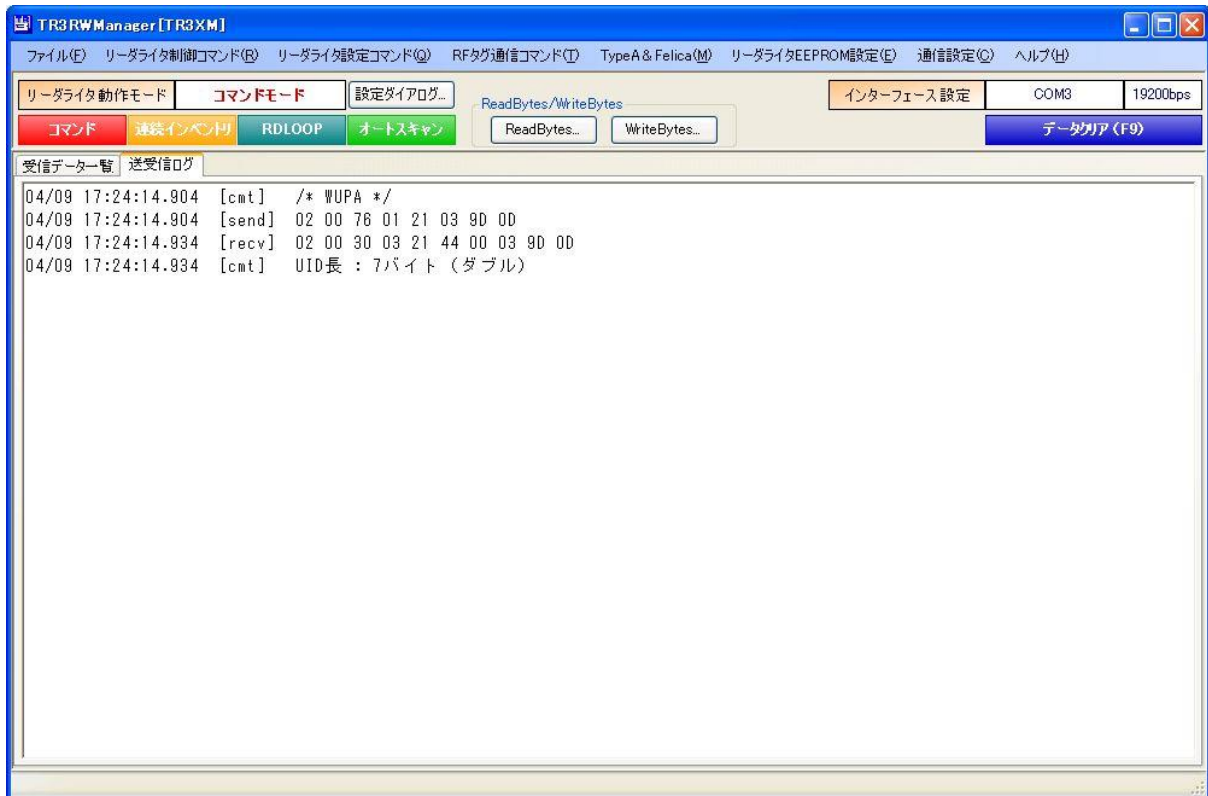 TR3RWManager[TR3XM]
ファイル(F) リーダライタ制御コマンド(R) リーダライタ設定コマンド(Q) RFタグ通信コマンド(T) TypeA&Felica(M) リーダライタEEPROM設定(E) 通信設定(C) ヘルプ(H)
リーダライタ動作モード コマンドモード 設定ダイアログ... ReadBytes/WriteBytes インターフェース設定 COM3 19200bps
コマンド 連続インベントリ RDLOOP オートスキャン ReadBytes... WriteBytes... データクリア(F9)
受信データ一覧 送受信ログ
04/09 17:24:14.904 [cmt] /* WUPA */
04/09 17:24:14.904 [send] 02 00 76 01 21 03 9D 0D
04/09 17:24:14.934 [recv] 02 00 30 03 21 44 00 03 9D 0D
04/09 17:24:14.934 [cmt] UID長 : 7バイト (ダブル)